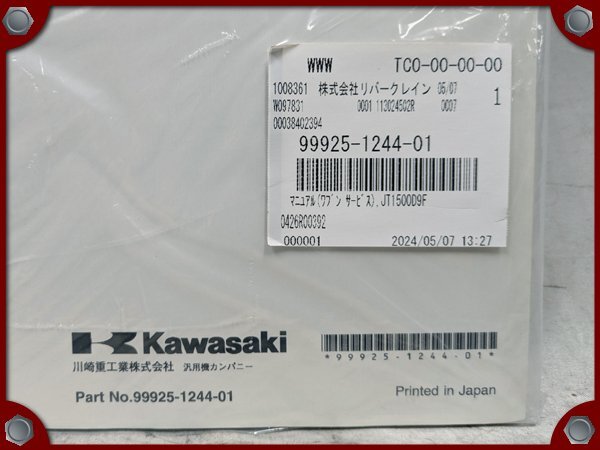 WWW TC0-00-00-00
1008361 株式会社リバークレイン 05/07
W097831 0001 113024502R 0007 1
00038402394
99925-1244-01
ﾏﾆｭｱﾙ(ﾜﾌﾞﾝ ｻｰﾋﾞｽ),JT1500D9F
0426R00392
000001 2024/05/07 13:27
Kawasaki
川崎重工業株式会社 汎用機カンパニー
*99925-1244-01*
Part No.99925-1244-01
Printed in Japan